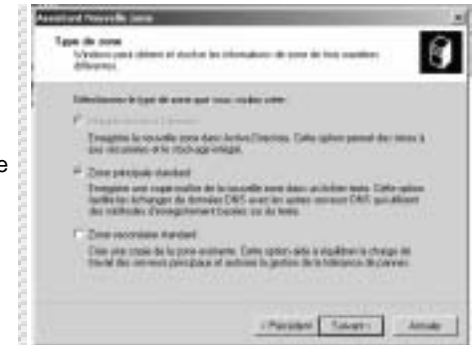 Assistant Nouvelle zone
Type de zone
Windows peut obtenir et stocker les informations de zone de trois manières
différentes.
Sélectionnez le type de zone que vous voulez créer :
Enregistre la nouvelle zone dans Active Directory. Cette option permet des mises à
jour sécurisées et le stockage intégré.
e
Zone principale standard
Enregistre une copie maître de la nouvelle zone dans un fichier texte. Cette option
facilite les échanges de données DNS avec les autres serveurs DNS qui utilisent
des méthodes d'enregistrement basées sur du texte.
Zone secondaire standard
Crée une copie de la zone existante. Cette option aide à équilibrer la charge de
travail des serveurs principaux et autorise la gestion de la tolérance de pannes.
< Précédent
Suivant >
Annuler